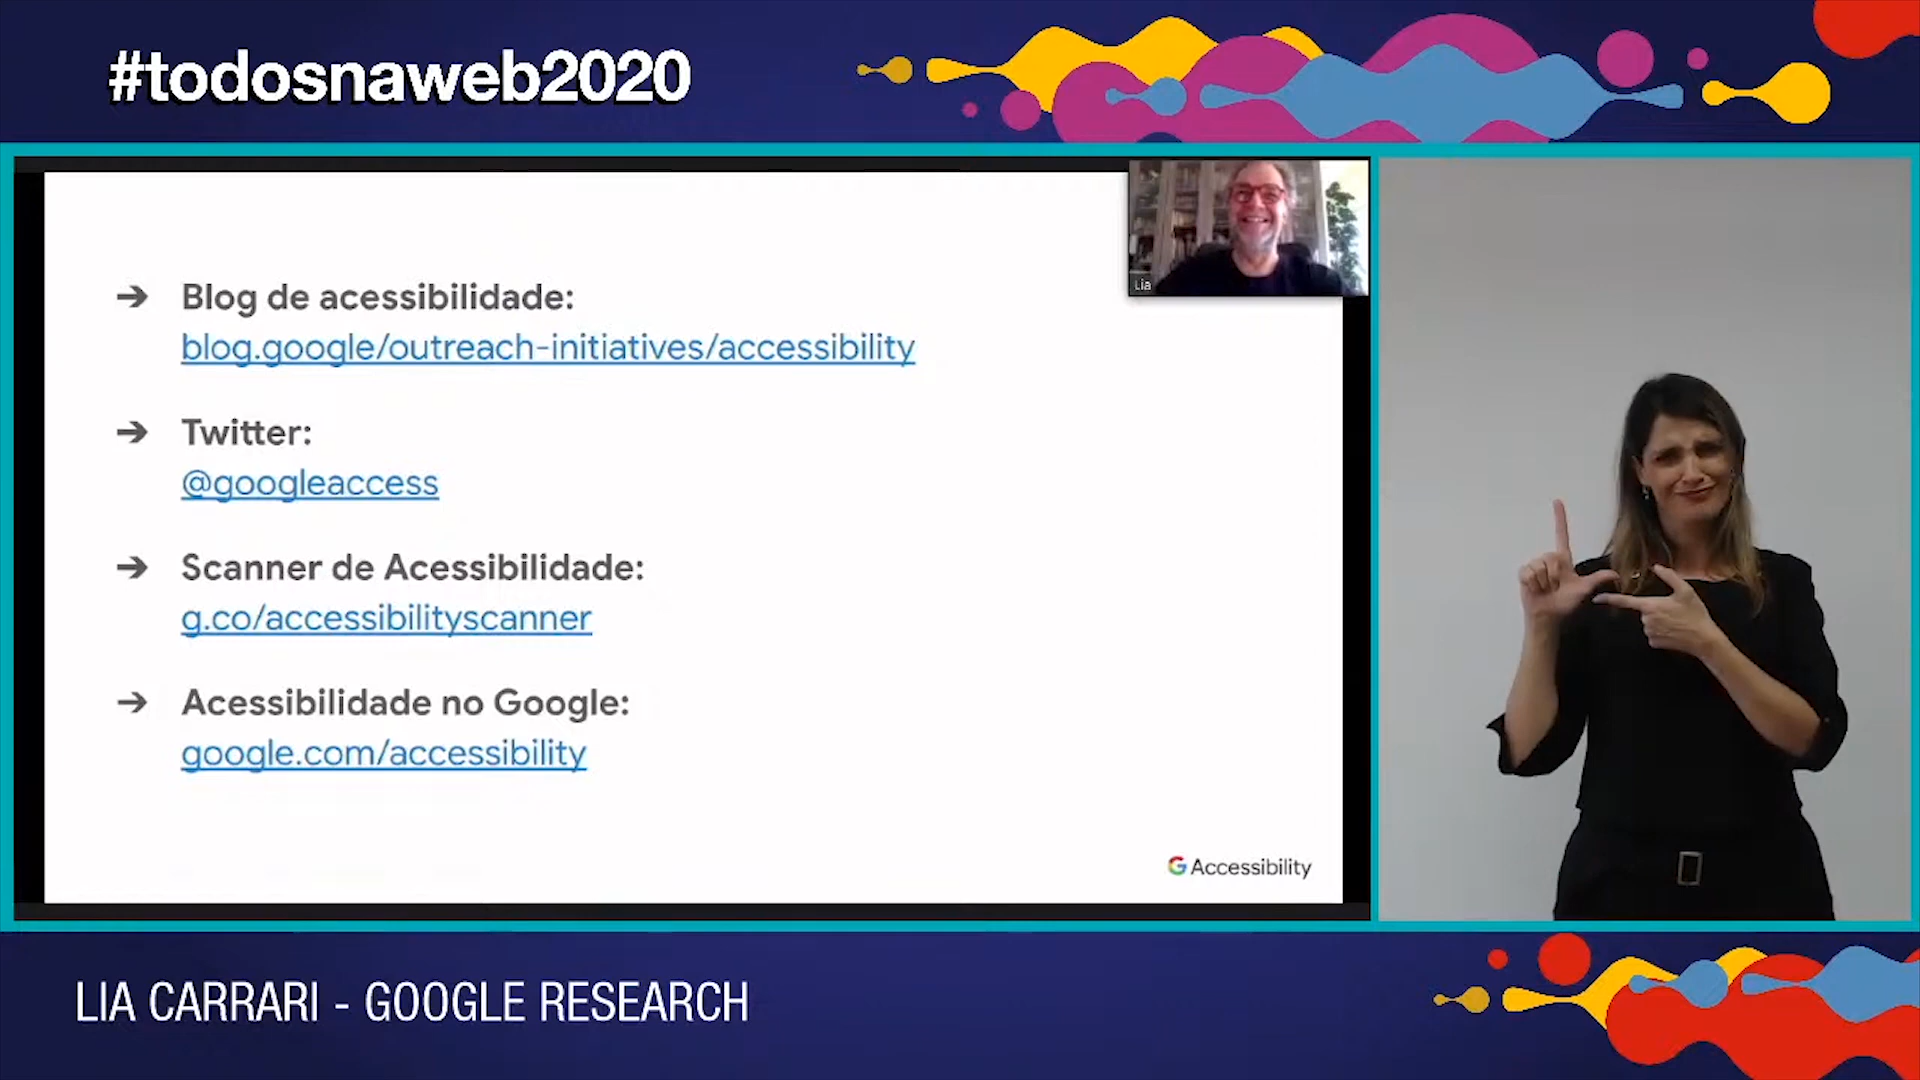 #todosnaweb2020
Lia
➔ Blog de acessibilidade:
blog.google/outreach-initiatives/accessibility
➔ Twitter:
@googleaccess
➔ Scanner de Acessibilidade:
g.co/accessibilityscanner
➔ Acessibilidade no Google:
google.com/accessibility
G Accessibility
LIA CARRARI - GOOGLE RESEARCH